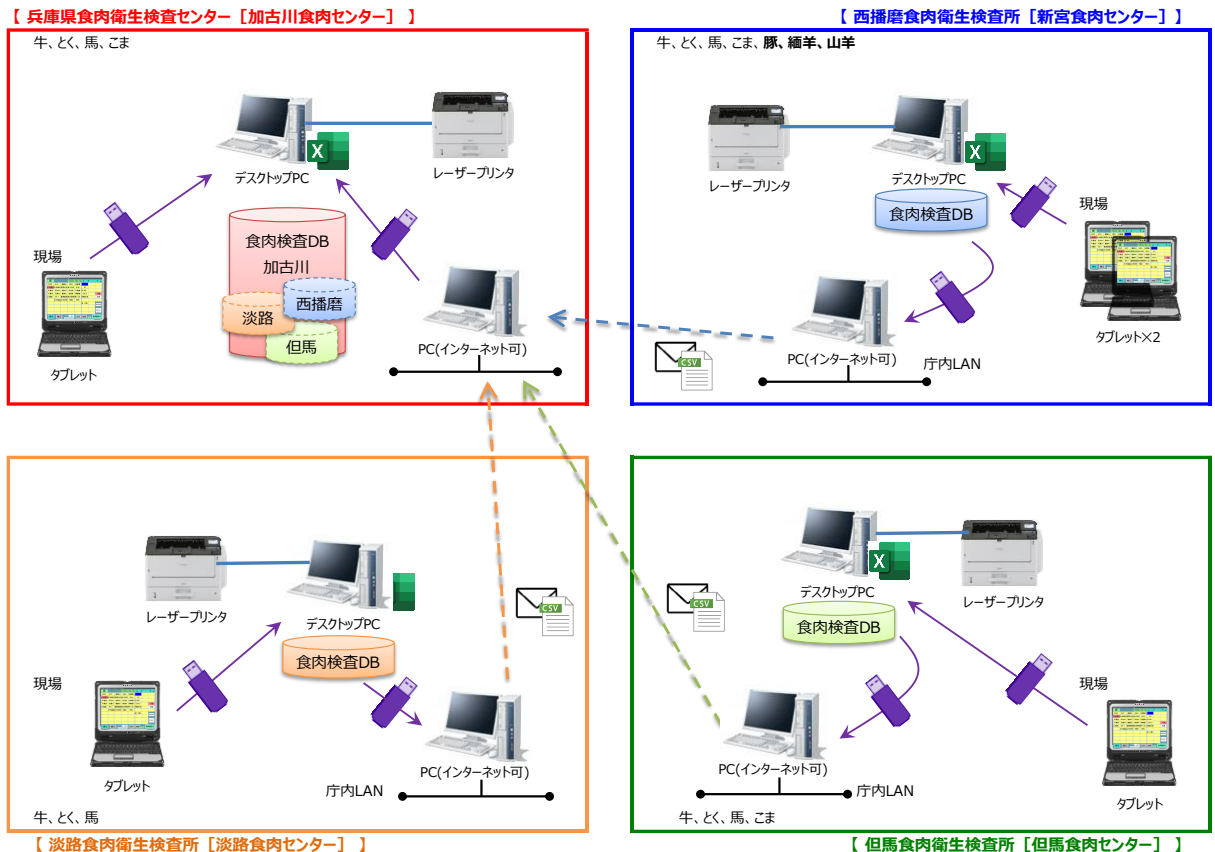 【 兵庫県食肉衛生検査センター［加古川食肉センター］ 】
牛、とく、馬、こま
デスクトップPC
レーザープリンタ
X
食肉検査DB
加古川
西播磨
淡路
但馬
現場
タブレット
PC(インターネット可)
【 西播磨食肉衛生検査所［新宮食肉センター］ 】
牛、とく、馬、こま、豚、緬羊、山羊
レーザープリンタ
デスクトップPC
X
食肉検査DB
現場
タブレット×2
PC(インターネット可)
庁内LAN
CSV
レーザープリンタ
デスクトップPC
食肉検査DB
現場
タブレット
PC(インターネット可)
庁内LAN
CSV
牛、とく、馬
【 淡路食肉衛生検査所［淡路食肉センター］ 】
デスクトップPC
X
レーザープリンタ
食肉検査DB
CSV
現場
タブレット
PC(インターネット可)
庁内LAN
牛、とく、馬、こま
【 但馬食肉衛生検査所［但馬食肉センター］ 】